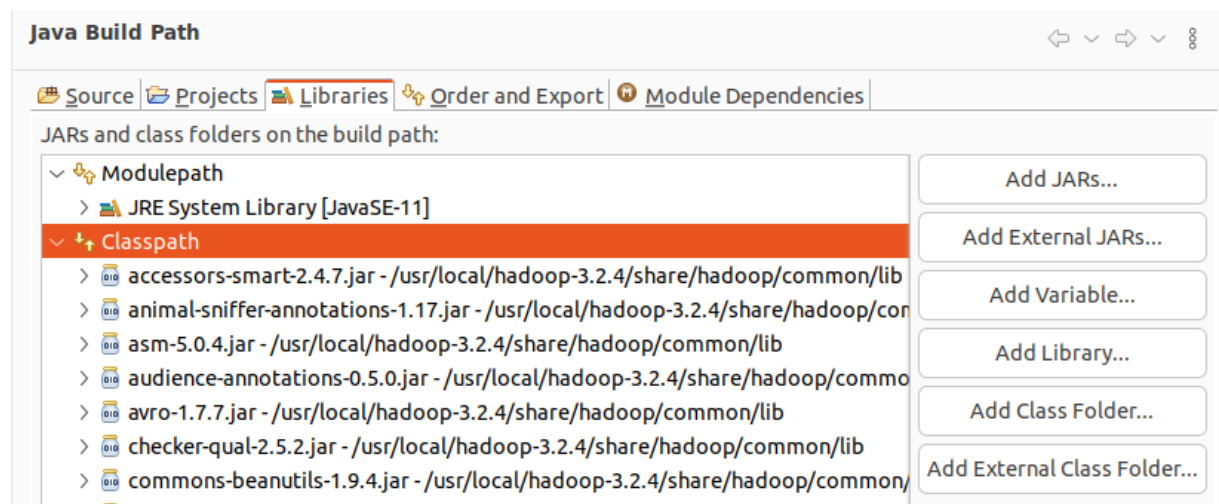 Java Build Path
Source Projects Libraries Order and Export Module Dependencies
JARs and class folders on the build path:
Modulepath
JRE System Library [JavaSE-11]
Classpath
accessors-smart-2.4.7.jar - /usr/local/hadoop-3.2.4/share/hadoop/common/lib
animal-sniffer-annotations-1.17.jar - /usr/local/hadoop-3.2.4/share/hadoop/con
asm-5.0.4.jar - /usr/local/hadoop-3.2.4/share/hadoop/common/lib
audience-annotations-0.5.0.jar - /usr/local/hadoop-3.2.4/share/hadoop/commo
avro-1.7.7.jar - /usr/local/hadoop-3.2.4/share/hadoop/common/lib
checker-qual-2.5.2.jar - /usr/local/hadoop-3.2.4/share/hadoop/common/lib
commons-beanutils-1.9.4.jar - /usr/local/hadoop-3.2.4/share/hadoop/common/
Add JARs...
Add External JARs...
Add Variable...
Add Library...
Add Class Folder...
Add External Class Folder...